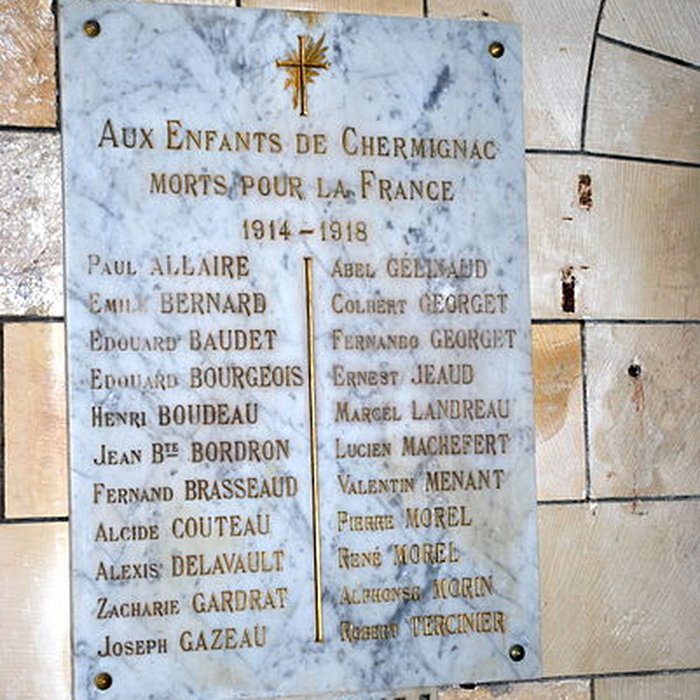 AUX ENFANTS DE CHERMIGNAC
MORTS POUR LA FRANCE
1914-1918
PAUL ALLAIRE
EMILE BERNARD
EDOUARD BAUDET
EDOUARD BOURGEOIS
HENRI BOUDEAU
JEAN BTE BORDRON
FERNAND BRASSEAUD
ALCIDE COUTEAU
ALEXIS DELAVAULT
ZACHARIE GARDRAT
JOSEPH GAZEAU
ABEL GÉLINAUD
COLBERT GEORGET
FERNANDO GEORGET
ERNEST JEAUD
MARCEL LANDREAU
LUCIEN MACHEFERT
VALENTIN MENANT
PIERRE MOREL
RENÉ MOREL
ALPHONSE MORIN
ROBERT TERCINIER